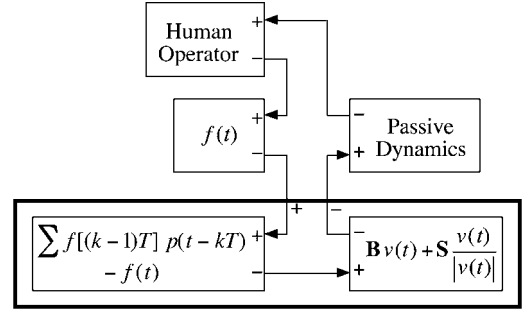 Human
Operator
+
−
f(t)
+
−
Passive
Dynamics
−
+
+
−
∑ f[(k−1)T] p(t−kT)
− f(t)
+
−
B v(t) + S v(t)/|v(t)|
−
+